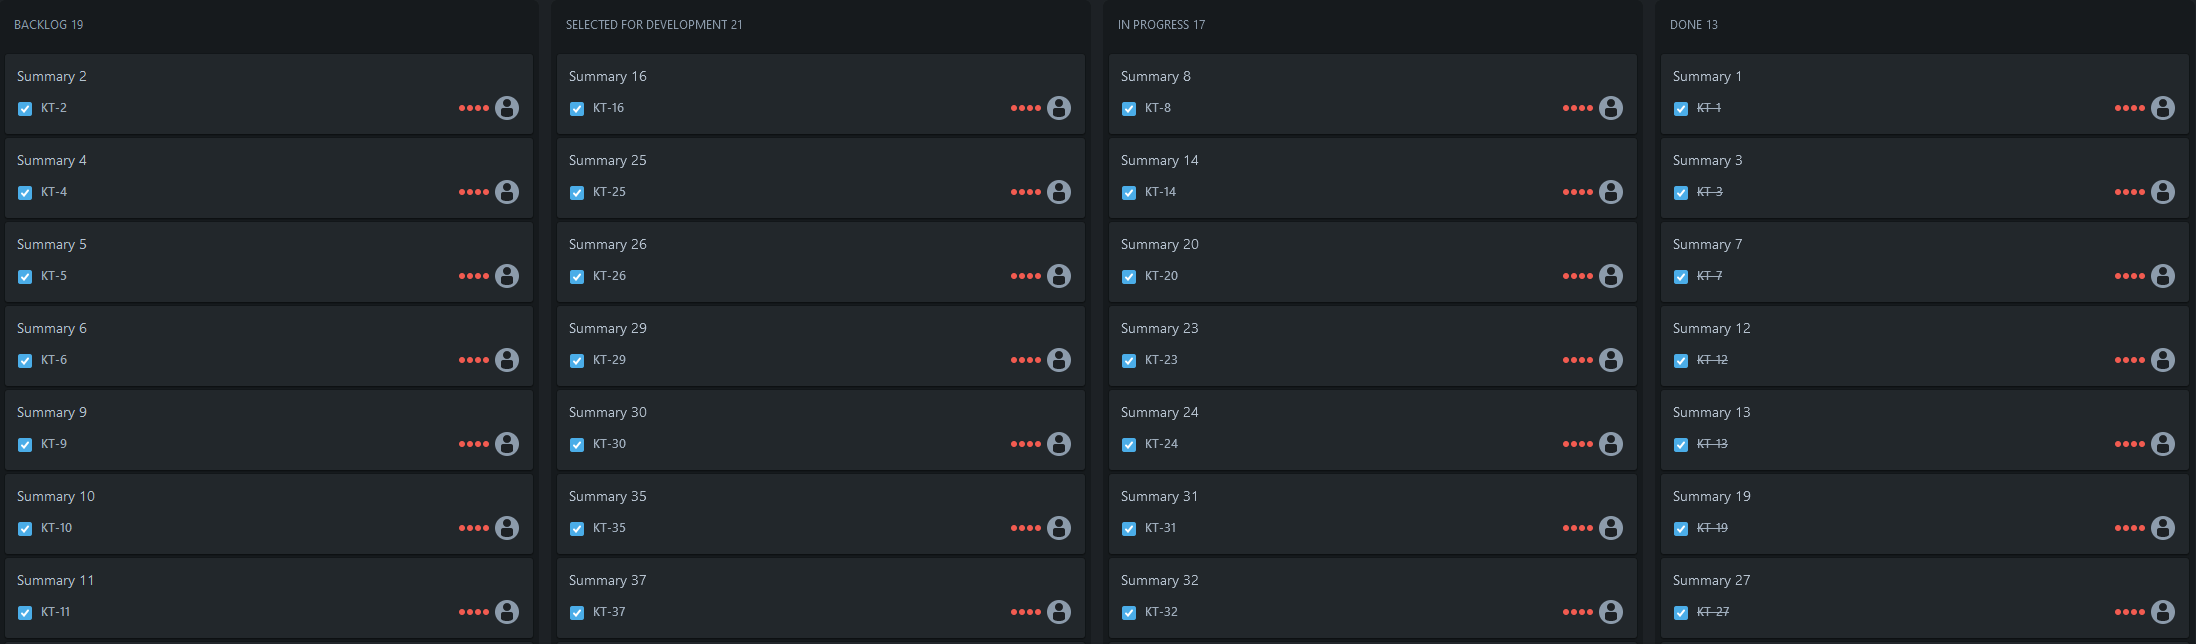 BACKLOG 19
Summary 2
KT-2
Summary 4
KT-4
Summary 5
KT-5
Summary 6
KT-6
Summary 9
KT-9
Summary 10
KT-10
Summary 11
KT-11
SELECTED FOR DEVELOPMENT 21
Summary 16
KT-16
Summary 25
KT-25
Summary 26
KT-26
Summary 29
KT-29
Summary 30
KT-30
Summary 35
KT-35
Summary 37
KT-37
IN PROGRESS 17
Summary 8
KT-8
Summary 14
KT-14
Summary 20
KT-20
Summary 23
KT-23
Summary 24
KT-24
Summary 31
KT-31
Summary 32
KT-32
DONE 13
Summary 1
KT-1
Summary 3
KT-3
Summary 7
KT-7
Summary 12
KT-12
Summary 13
KT-13
Summary 19
KT-19
Summary 27
KT-27